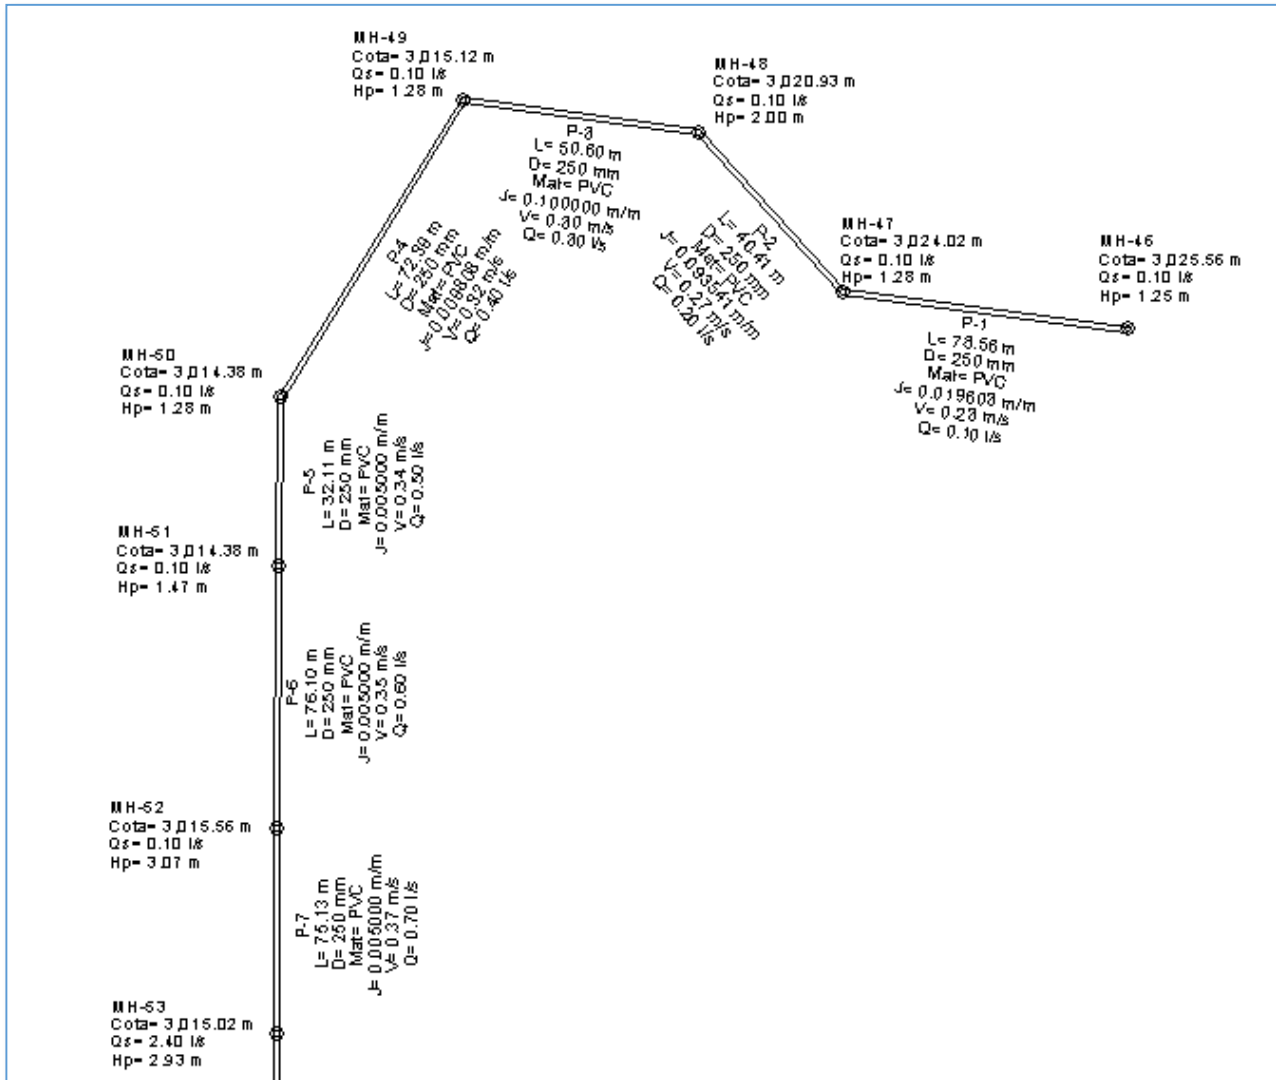 MH-49
Cota= 3,015.12 m
Qs= 0.10 l/s
Hp= 1.28 m
MH-48
Cota= 3,020.93 m
Qs= 0.10 l/s
Hp= 2.00 m
P-3
L= 50.60 m
D= 250 mm
Mat= PVC
J= 0.100000 m/m
V= 0.30 m/s
Q= 0.30 l/s
P-2
L= 40.41 m
D= 250 mm
Mat= PVC
J= 0.093541 m/m
V= 0.27 m/s
Q= 0.20 l/s
MH-47
Cota= 3,024.02 m
Qs= 0.10 l/s
Hp= 1.28 m
MH-46
Cota= 3,025.56 m
Qs= 0.10 l/s
Hp= 1.25 m
P-1
L= 78.56 m
D= 250 mm
Mat= PVC
J= 0.019603 m/m
V= 0.23 m/s
Q= 0.10 l/s
P-4
L= 72.98 m
D= 250 mm
Mat= PVC
V= 0.32 m/s
Q= 0.40 l/s
MH-50
Cota= 3,014.38 m
Qs= 0.10 l/s
Hp= 1.28 m
P-5
L= 32.11 m
D= 250 mm
Mat= PVC
J= 0.005000 m/m
V= 0.34 m/s
Q= 0.50 l/s
MH-51
Cota= 3,014.38 m
Qs= 0.10 l/s
Hp= 1.47 m
P-6
L= 76.10 m
D= 250 mm
Mat= PVC
J= 0.005000 m/m
V= 0.35 m/s
Q= 0.60 l/s
MH-52
Cota= 3,015.56 m
Qs= 0.10 l/s
Hp= 3.07 m
P-7
L= 75.13 m
D= 250 mm
Mat= PVC
J= 0.005000 m/m
V= 0.37 m/s
Q= 0.70 l/s
MH-53
Cota= 3,015.02 m
Qs= 2.40 l/s
Hp= 2.93 m